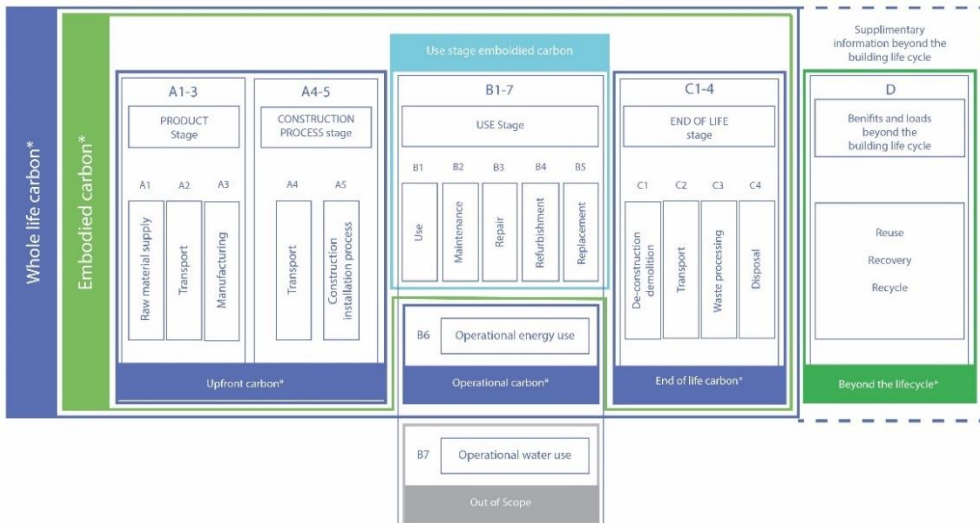 Whole life carbon*
Embodied carbon*
Use stage emboidied carbon
Supplimentary
information beyond the
building life cycle
A1-3
PRODUCT
Stage
A1
A2
A3
Raw material supply
Transport
Manufacturing
A4-5
CONSTRUCTION
PROCESS stage
A4
A5
Transport
Construction
installation process
Upfront carbon*
B1-7
USE Stage
B1
B2
B3
B4
B5
Use
Maintenance
Repair
Refurbishment
Replacement
B6
Operational energy use
Operational carbon*
B7
Operational water use
Out of Scope
C1-4
END OF LIFE
stage
C1
C2
C3
C4
De-construction
demolition
Transport
Waste processing
Disposal
End of life carbon*
D
Benifits and loads
beyond the
building life cycle
Reuse
Recovery
Recycle
Beyond the lifecycle*